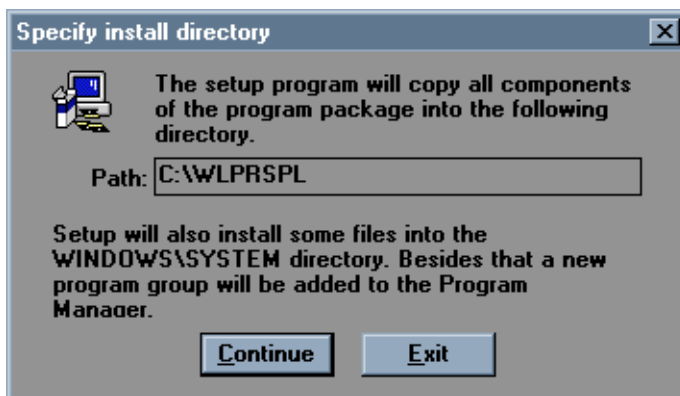 Specify install directory
The setup program will copy all components
of the program package into the following
directory.
Path: C:\WLPRSPL
Setup will also install some files into the
WINDOWS\SYSTEM directory. Besides that a new
program group will be added to the Program
Manager.
Continue Exit